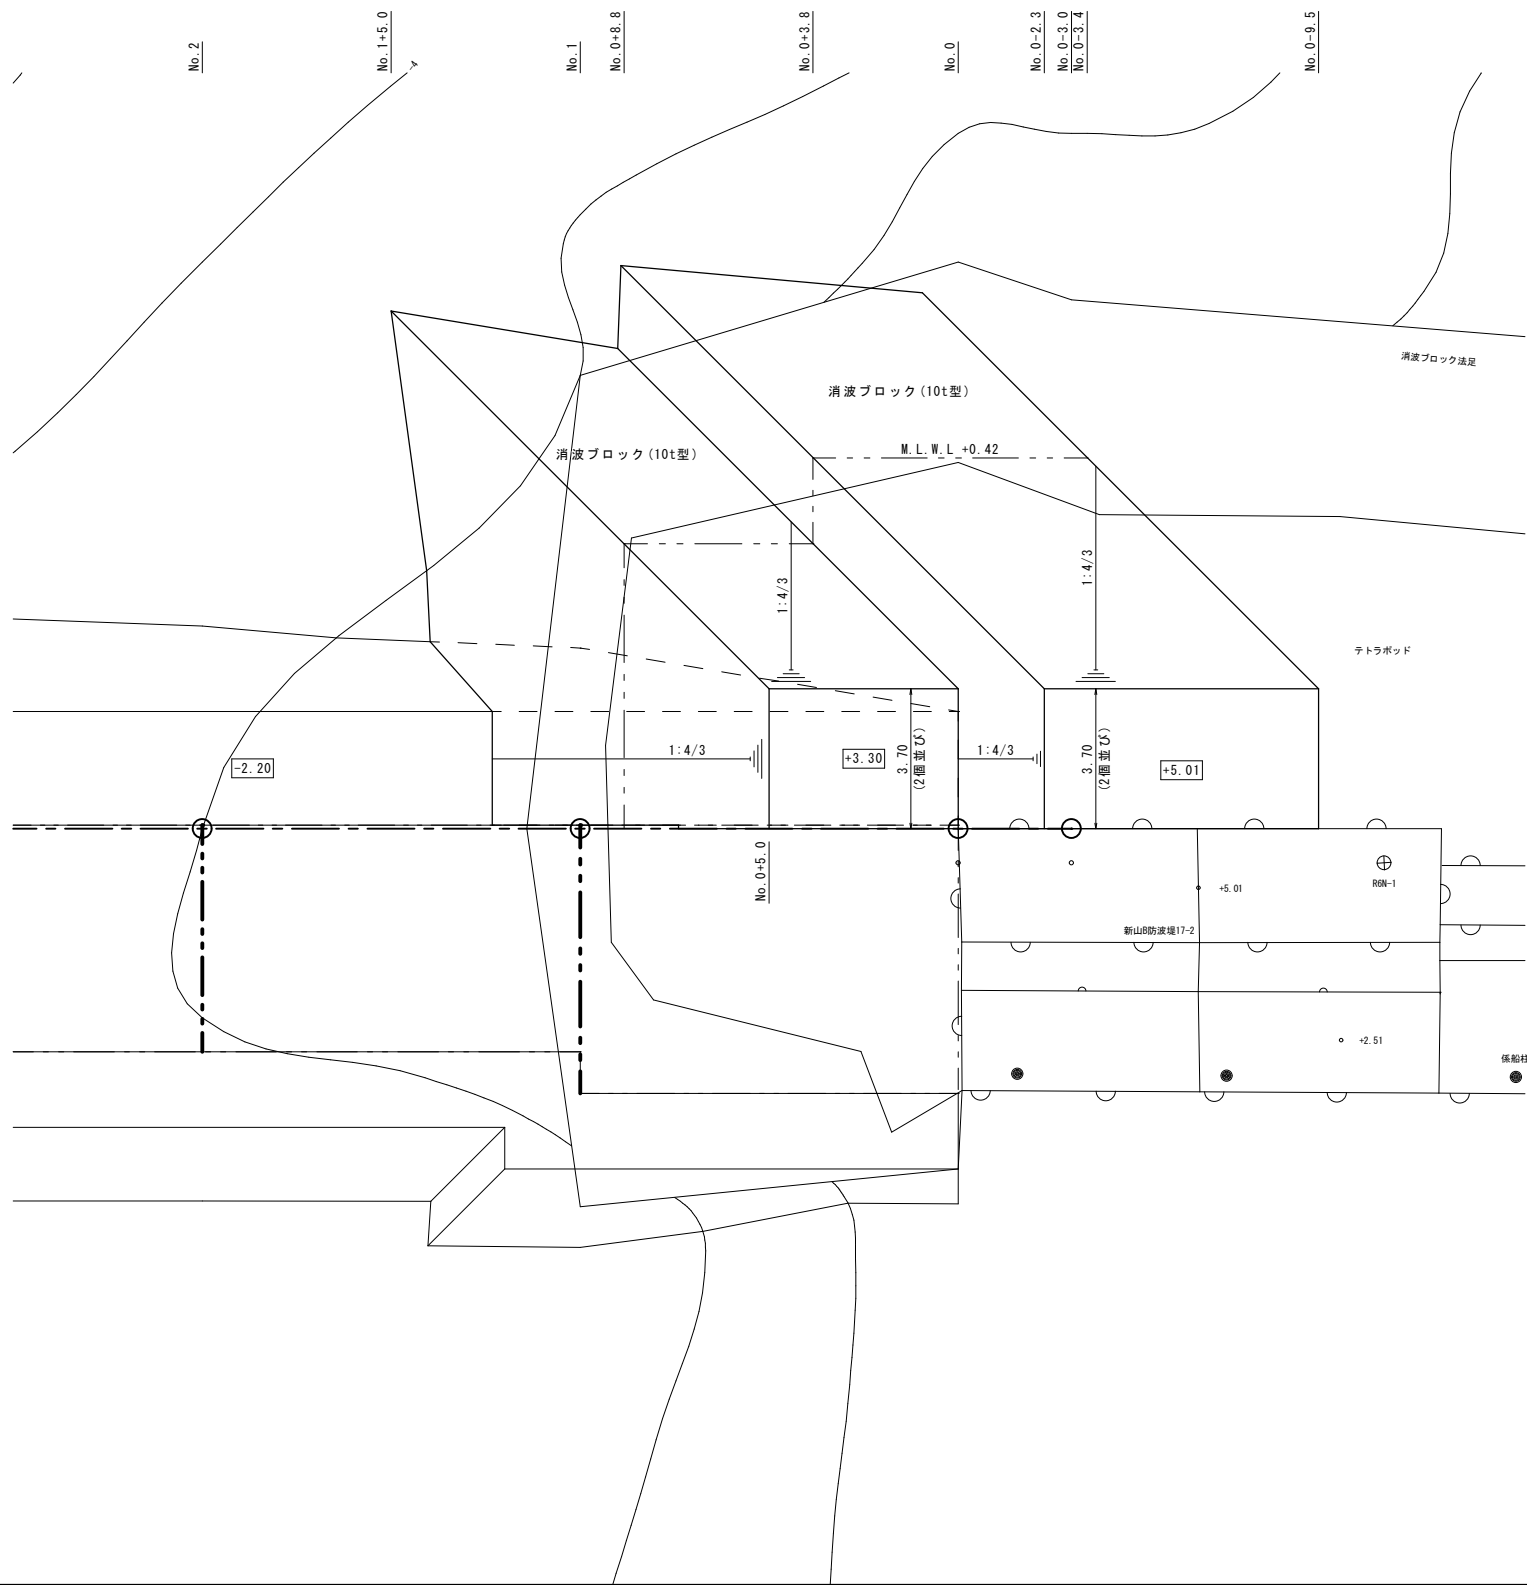 No.2
No.1+5.0
No.1
No.0+8.8
No.0+3.8
No.0
No.0-2.3
No.0-3.0
No.0-3.4
No.0-9.5
-4
消波ブロック法足
消波ブロック(10t型)
消波ブロック(10t型)
M.L.W.L +0.42
1:4/3
1:4/3
テトラポッド
1:4/3
-2.20
+3.30
3.70
(2個並び)
1:4/3
3.70
(2個並び)
+5.01
No.0+5.0
+5.01
R6N-1
新山B防波堤17-2
+2.51
係船柱